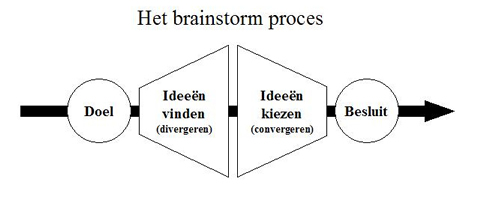 Het brainstorm proces
Doel
Ideeën
vinden
(divergeren)
Ideeën
kiezen
(convergeren)
Besluit